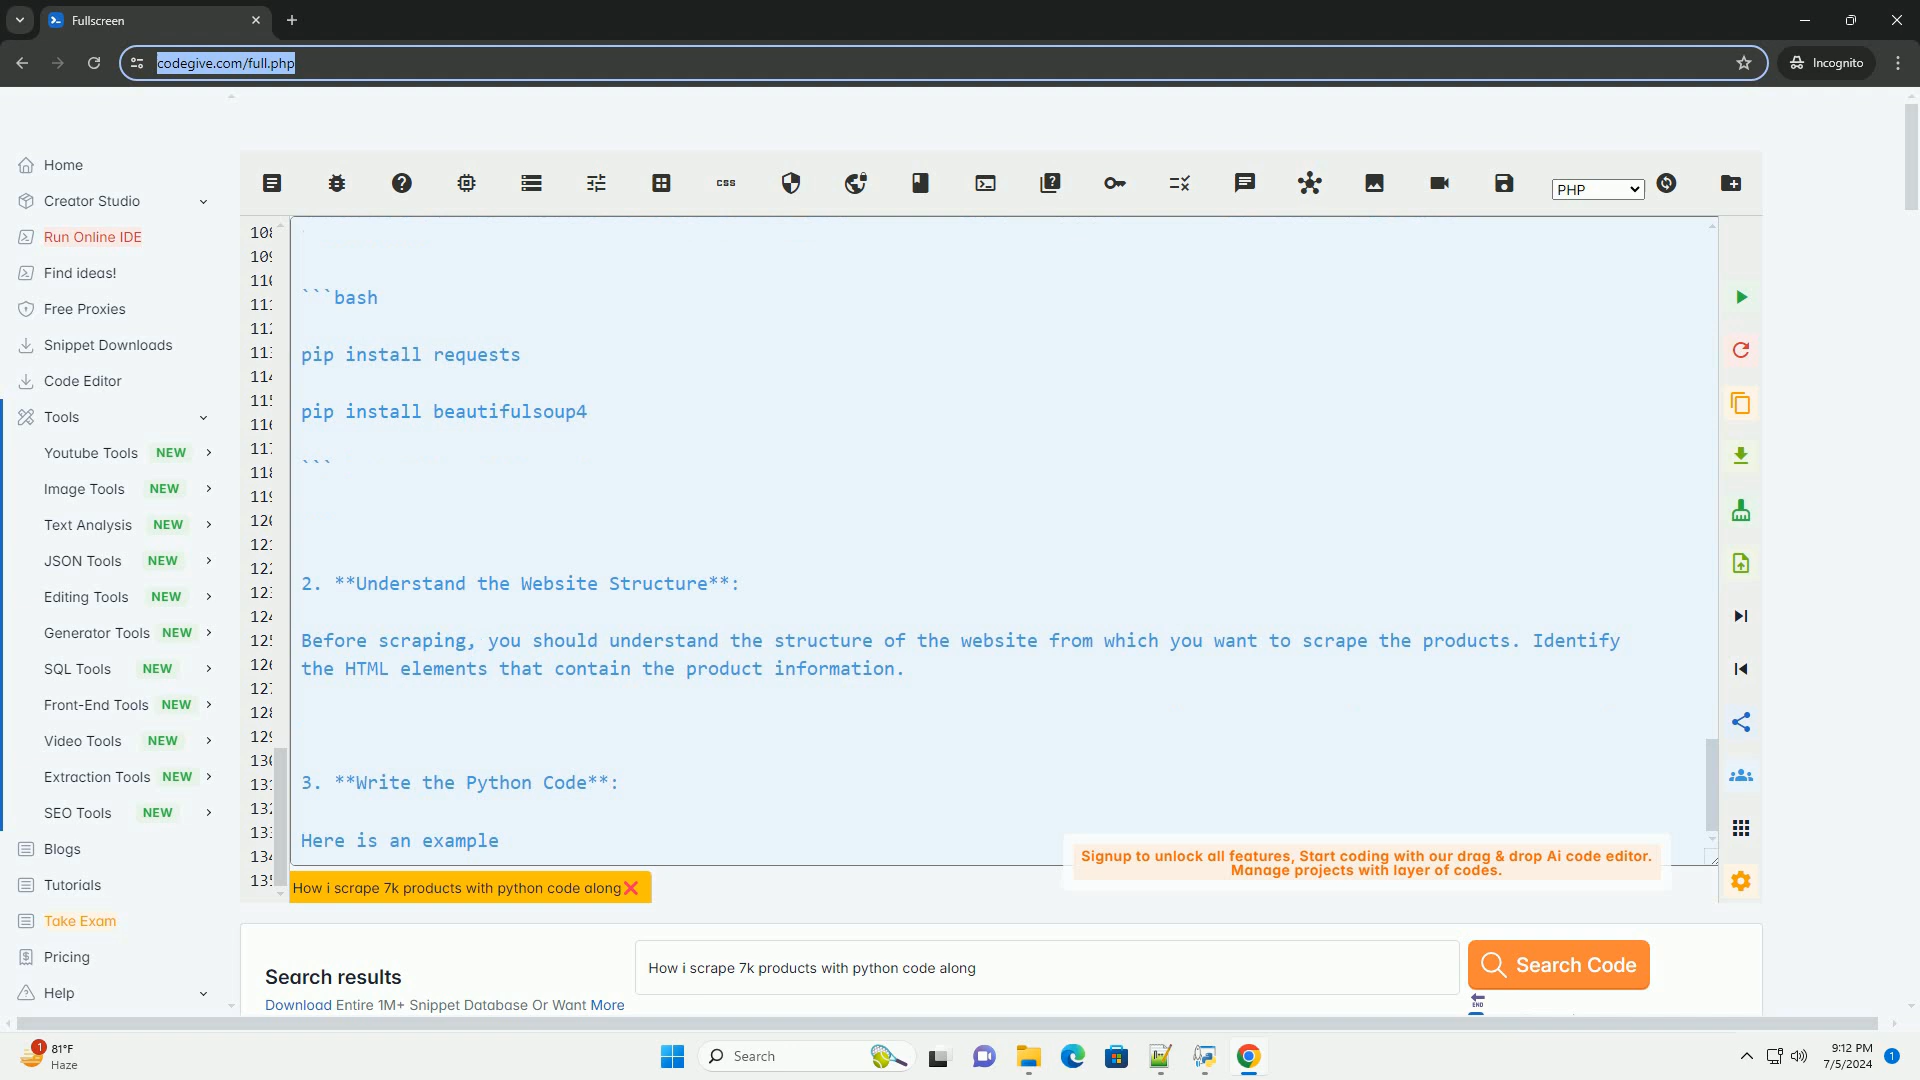 Fullscreen
codegive.com/full.php
Incognito
Home
Creator Studio
Run Online IDE
Find ideas!
Free Proxies
Snippet Downloads
Code Editor
Tools
Youtube Tools NEW
Image Tools NEW
Text Analysis NEW
JSON Tools NEW
Editing Tools NEW
Generator Tools NEW
SQL Tools NEW
Front-End Tools NEW
Video Tools NEW
Extraction Tools NEW
SEO Tools NEW
Blogs
Tutorials
Take Exam
Pricing
Help
css
PHP
```bash
pip install requests
pip install beautifulsoup4
```
2. **Understand the Website Structure**:
Before scraping, you should understand the structure of the website from which you want to scrape the products. Identify
the HTML elements that contain the product information.
3. **Write the Python Code**:
Here is an example
Signup to unlock all features, Start coding with our drag & drop Ai code editor.
Manage projects with layer of codes.
How i scrape 7k products with python code along
Search results
Download Entire 1M+ Snippet Database Or Want More
How i scrape 7k products with python code along
Search Code
END
1
81°F
Haze
Search
9:12 PM
7/5/2024
1